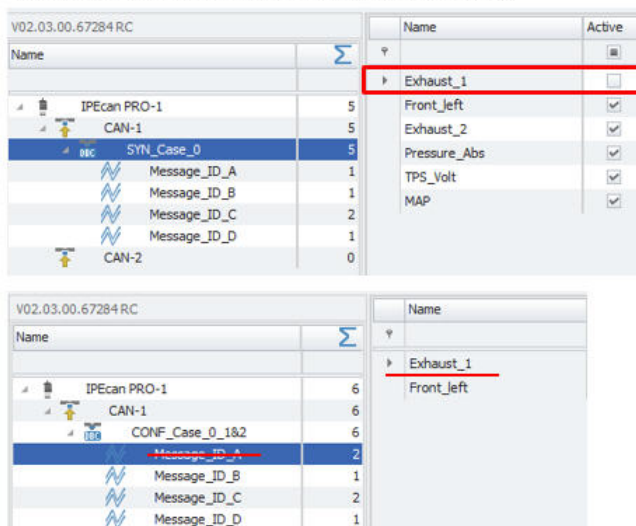 V02.03.00.67284 RC
Name Σ
IPEcan PRO-1 5
CAN-1 5
DBC SYN_Case_0 5
Message_ID_A 1
Message_ID_B 1
Message_ID_C 2
Message_ID_D 1
CAN-2 0
Name Active
Exhaust_1
Front_left
Exhaust_2
Pressure_Abs
TPS_Volt
MAP
V02.03.00.67284 RC
Name Σ
IPEcan PRO-1 6
CAN-1 6
DBC CONF_Case_0_1&2 6
Message_ID_A 2
Message_ID_B 1
Message_ID_C 2
Message_ID_D 1
Name
Exhaust_1
Front_left